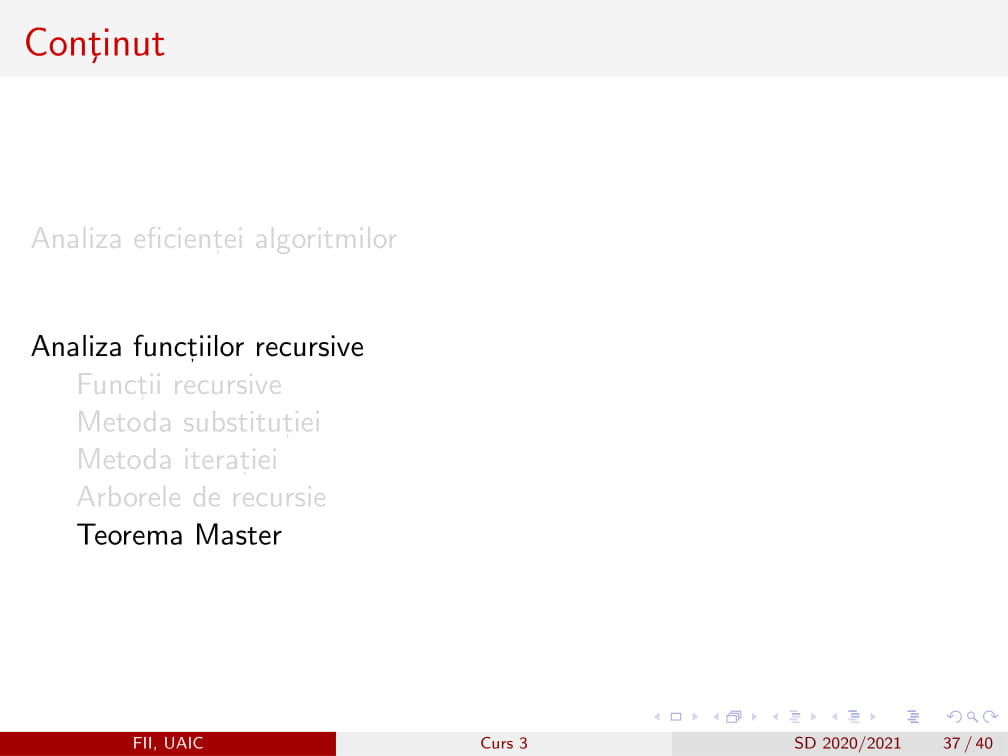 Conținut
Analiza eficienței algoritmilor
Analiza funcțiilor recursive
Funcții recursive
Metoda substituției
Metoda iterației
Arborele de recursie
Teorema Master
FII, UAIC
Curs 3
SD 2020/2021
37 / 40